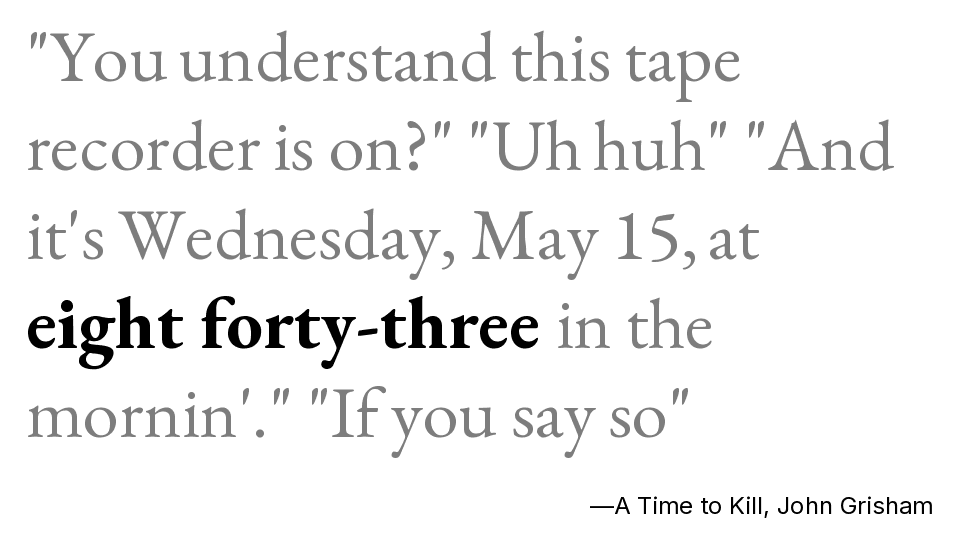 "You understand this tape
recorder is on?" "Uh huh" "And
it's Wednesday, May 15, at
eight forty-three in the
mornin'." "If you say so"
—A Time to Kill, John Grisham